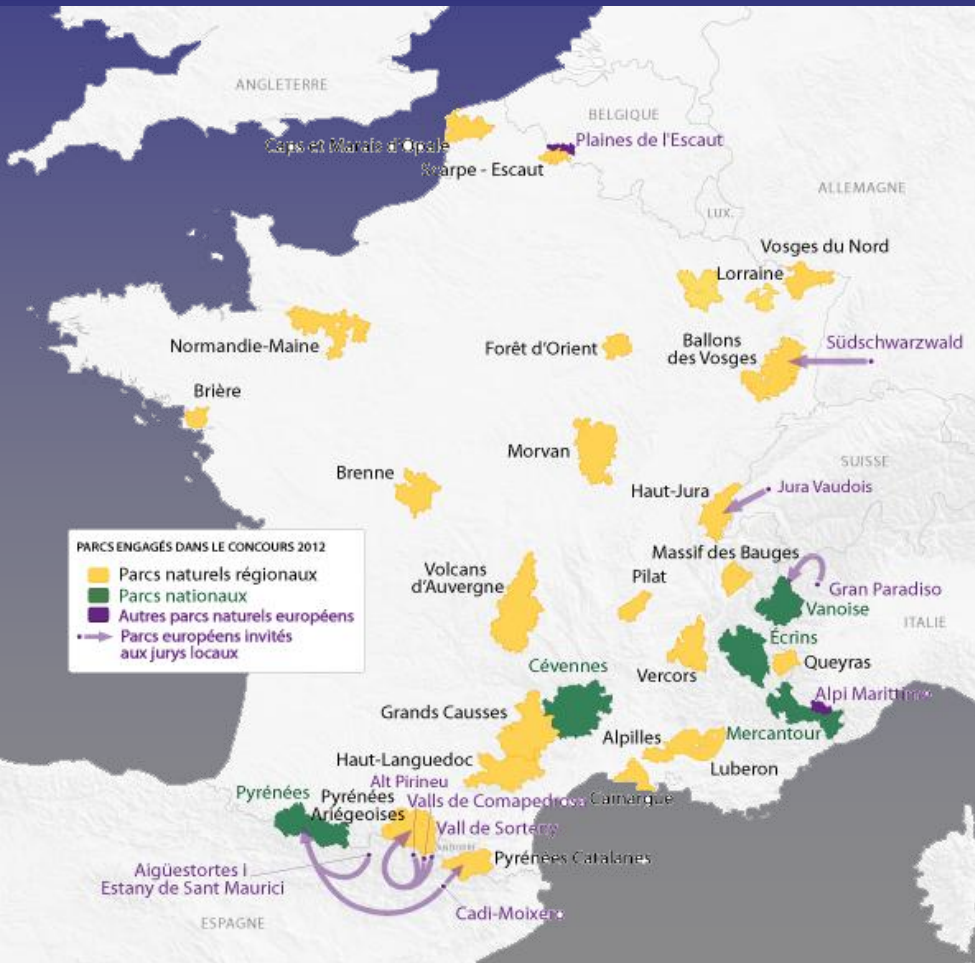 ANGLETERRE
BELGIQUE
Plaines de l'Escaut
Caps et Marais d'Opale
Scarpe - Escaut
ALLEMAGNE
LUX.
Vosges du Nord
Lorraine
Normandie-Maine
Forêt d'Orient
Ballons
des Vosges
Südschwarzwald
Brière
Morvan
SUISSE
Brenne
Haut-Jura
Jura Vaudois
PARCS ENGAGÉS DANS LE CONCOURS 2012
Parcs naturels régionaux
Parcs nationaux
Autres parcs naturels européens
Parcs européens invités
aux jurys locaux
Massif des Bauges
Volcans
d'Auvergne
Pilat
Gran Paradiso
Vanoise
ITALIE
Écrins
Queyras
Vercors
Cévennes
Alpi Marittime
Grands Causses
Mercantour
Alpilles
Luberon
Haut-Languedoc
Camargue
Alt Pirineu
Pyrénées
Pyrénées
Ariégeoises
Valls de Comapedrosa
Vall de Sorteny
ANDORRE
Pyrénées Catalanes
Aigüestortes I
Estany de Sant Maurici
Cadi-Moixero
ESPAGNE